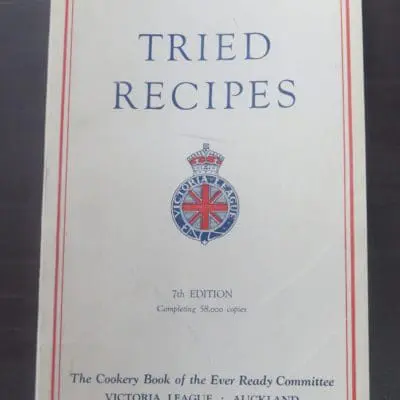 TRIED
RECIPES
VICTORIA LEAGUE
7th EDITION
Completing 58,000 copies
The Cookery Book of the Ever Ready Committee
VICTORIA LEAGUE : AUCKLAND